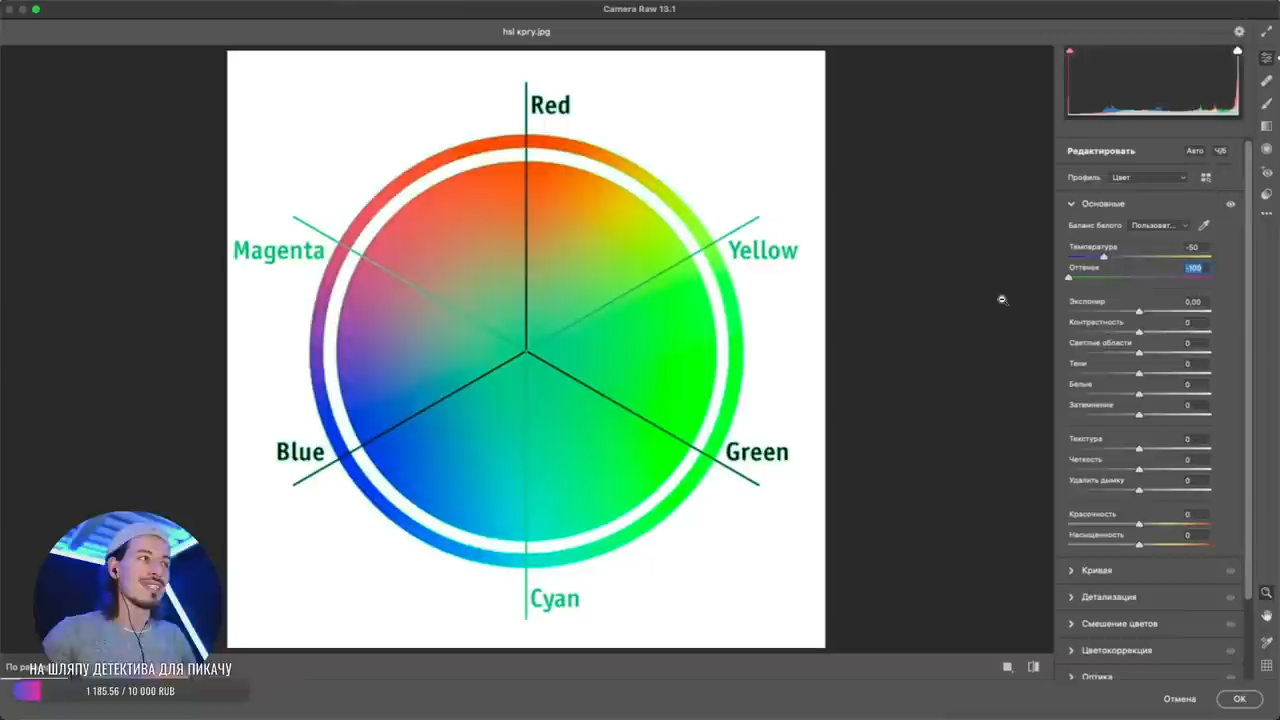 Camera Raw 13.1
hsl кргу.jpg
Red
Magenta
Yellow
Blue
Green
Cyan
Редактировать Авто Ч/Б
Профиль: Цвет
Основные
Баланс белого Пользоват...
Температура -50
Оттенок -100
Экспонир 0,00
Контрастность 0
Светлые области 0
Тени 0
Белые 0
Затемнение 0
Текстура 0
Четкость 0
Удалить дымку 0
Красочность 0
Насыщенность 0
Кривая
Детализация
Смешение цветов
Цветокоррекция
Оптика
По ра
НА ШЛЯПУ ДЕТЕКТИВА ДЛЯ ПИКАЧУ
1 185.56 / 10 000 RUB
Отмена OK